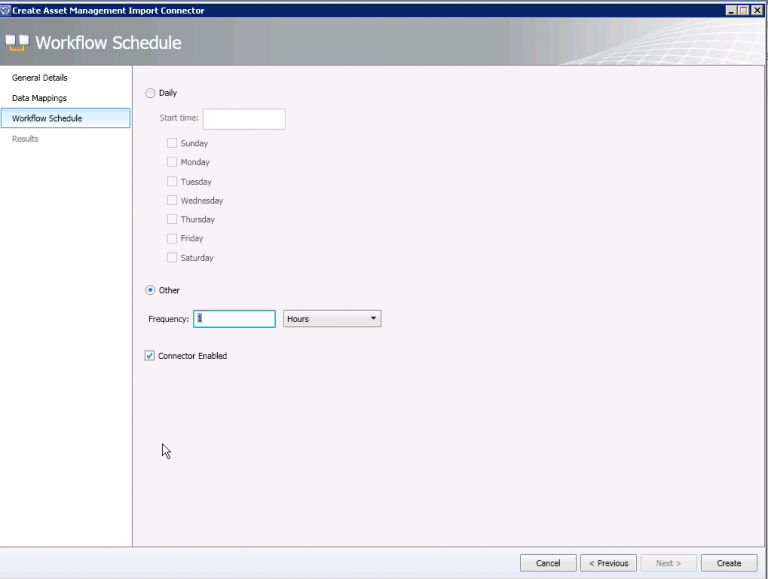 Create Asset Management Import Connector
Workflow Schedule
General Details
Data Mappings
Workflow Schedule
Results
Daily
Start time:
Sunday
Monday
Tuesday
Wednesday
Thursday
Friday
Saturday
Other
Frequency: 1 Hours
Connector Enabled
Cancel < Previous Next > Create